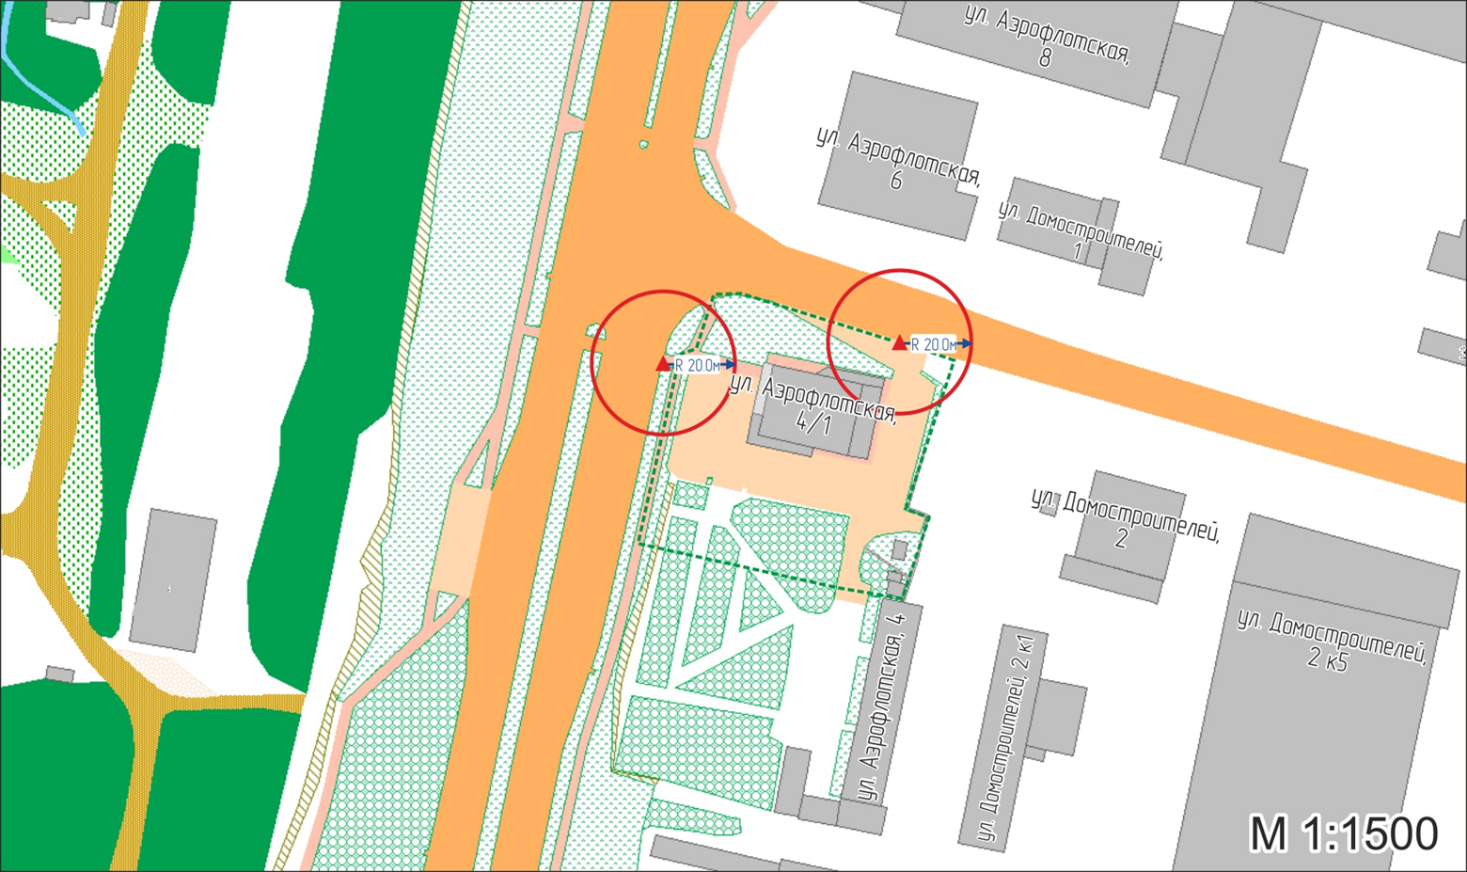 ул. Аэрофлотская,
8
ул. Аэрофлотская,
6
ул. Домостроителей,
1
R 20.0м
R 20.0м
ул. Аэрофлотская,
4/1
ул. Домостроителей,
2
ул. Домостроителей,
2 к5
ул. Аэрофлотская, 4
ул. Домостроителей, 2 к1
М 1:1500